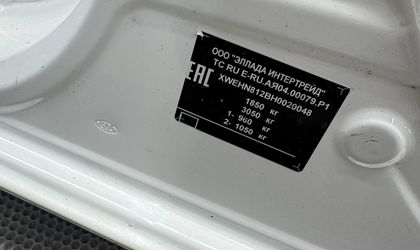 ООО "ЭЛЛАДА ИНТЕРТРЕЙД"
ТС RU E-RU.АЯ04.00079.Р1
EAC
XWEHN812BH0020048
1850 кг
3050 кг
1- 960 кг
2- 1050 кг